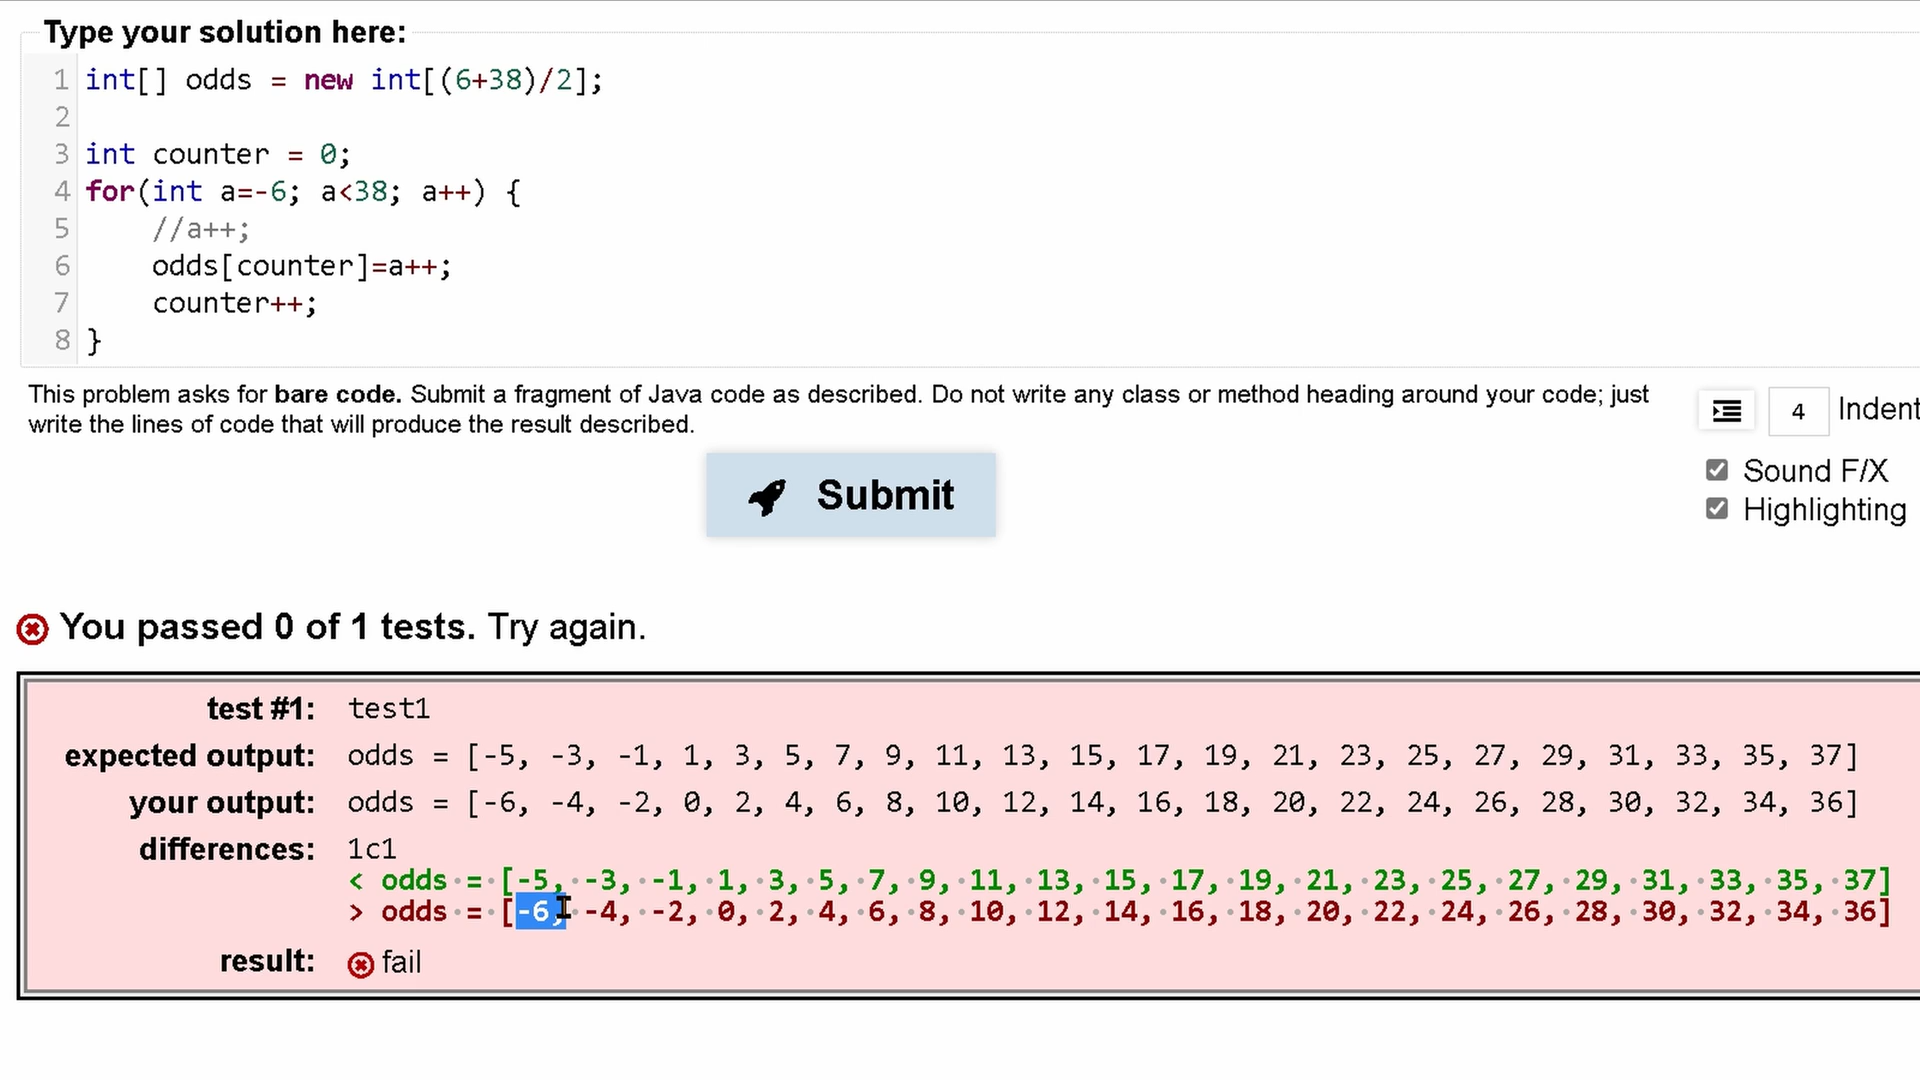 Type your solution here:
1 int[] odds = new int[(6+38)/2];
2
3 int counter = 0;
4 for(int a=-6; a<38; a++) {
5     //a++;
6     odds[counter]=a++;
7     counter++;
8 }
This problem asks for bare code. Submit a fragment of Java code as described. Do not write any class or method heading around your code; just
write the lines of code that will produce the result described.
4 Indent
Sound F/X
Highlighting
Submit
You passed 0 of 1 tests. Try again.
test #1: test1
expected output: odds = [-5, -3, -1, 1, 3, 5, 7, 9, 11, 13, 15, 17, 19, 21, 23, 25, 27, 29, 31, 33, 35, 37]
your output: odds = [-6, -4, -2, 0, 2, 4, 6, 8, 10, 12, 14, 16, 18, 20, 22, 24, 26, 28, 30, 32, 34, 36]
differences: 1c1
< odds·=·[-5,·-3,·-1,·1,·3,·5,·7,·9,·11,·13,·15,·17,·19,·21,·23,·25,·27,·29,·31,·33,·35,·37]
> odds·=·[-6,·-4,·-2,·0,·2,·4,·6,·8,·10,·12,·14,·16,·18,·20,·22,·24,·26,·28,·30,·32,·34,·36]
result: fail